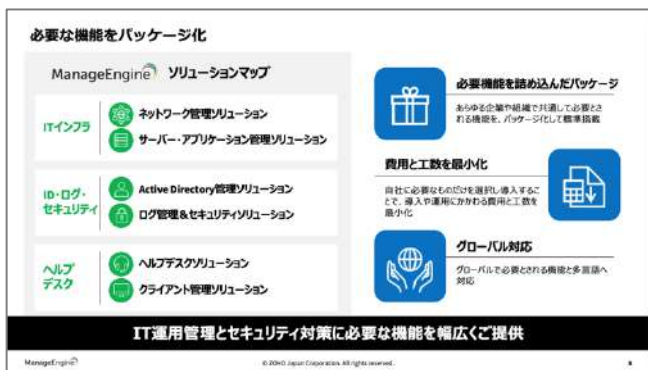 必要な機能をパッケージ化
ManageEngine ソリューションマップ
ITインフラ
ネットワーク管理ソリューション
サーバー・アプリケーション管理ソリューション
ID・ログ・
セキュリティ
Active Directory管理ソリューション
ログ管理&セキュリティソリューション
ヘルプ
デスク
ヘルプデスクソリューション
クライアント管理ソリューション
必要機能を詰め込んだパッケージ
あらゆる企業や組織で共通して必要とさ
れる機能を、パッケージ化して標準搭載
費用と工数を最小化
自社に必要なものだけを選択し導入するこ
とで、導入や運用にかかわる費用と工数を
最小化
グローバル対応
グローバルで必要とされる機能と多言語へ
対応
IT運用管理とセキュリティ対策に必要な機能を幅広くご提供
ManageEngine
© ZOHO Japan Corporation. All rights reserved.